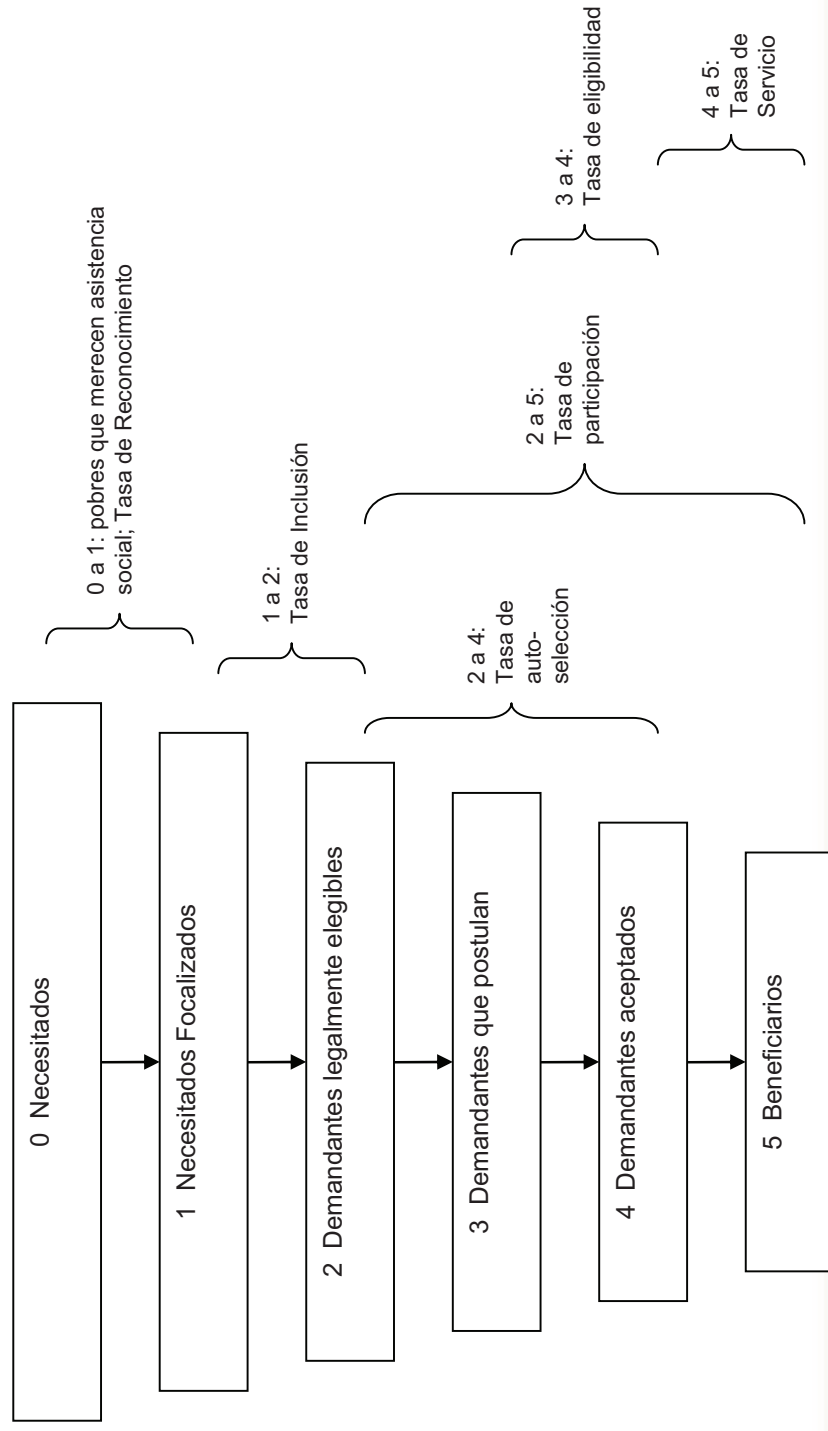 0 Necesitados
0 a 1: pobres que merecen asistencia
social; Tasa de Reconocimiento
1 Necesitados Focalizados
1 a 2:
Tasa de Inclusión
2 Demandantes legalmente elegibles
2 a 4:
Tasa de
auto-
selección
2 a 5:
Tasa de
participación
3 Demandantes que postulan
3 a 4:
Tasa de eligibilidad
4 Demandantes aceptados
4 a 5:
Tasa de
Servicio
5 Beneficiarios